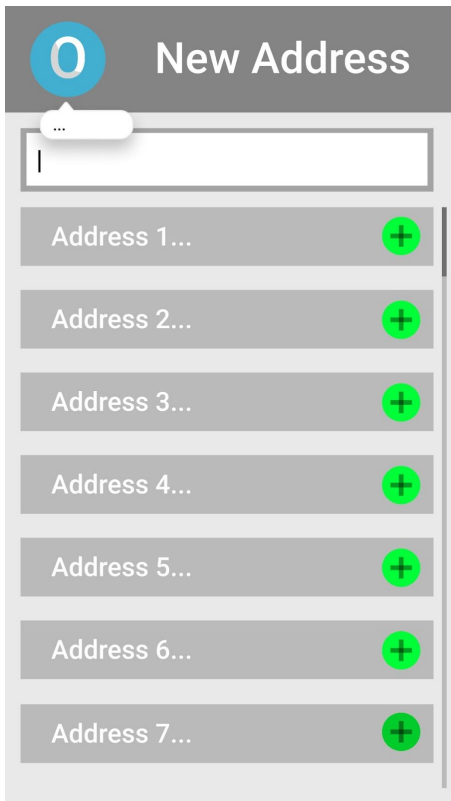 O
New Address
...
Address 1...
Address 2...
Address 3...
Address 4...
Address 5...
Address 6...
Address 7...